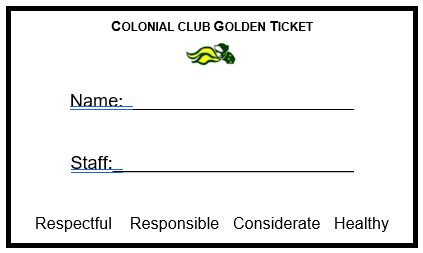 COLONIAL CLUB GOLDEN TICKET
Name:
Staff:
Respectful Responsible Considerate Healthy